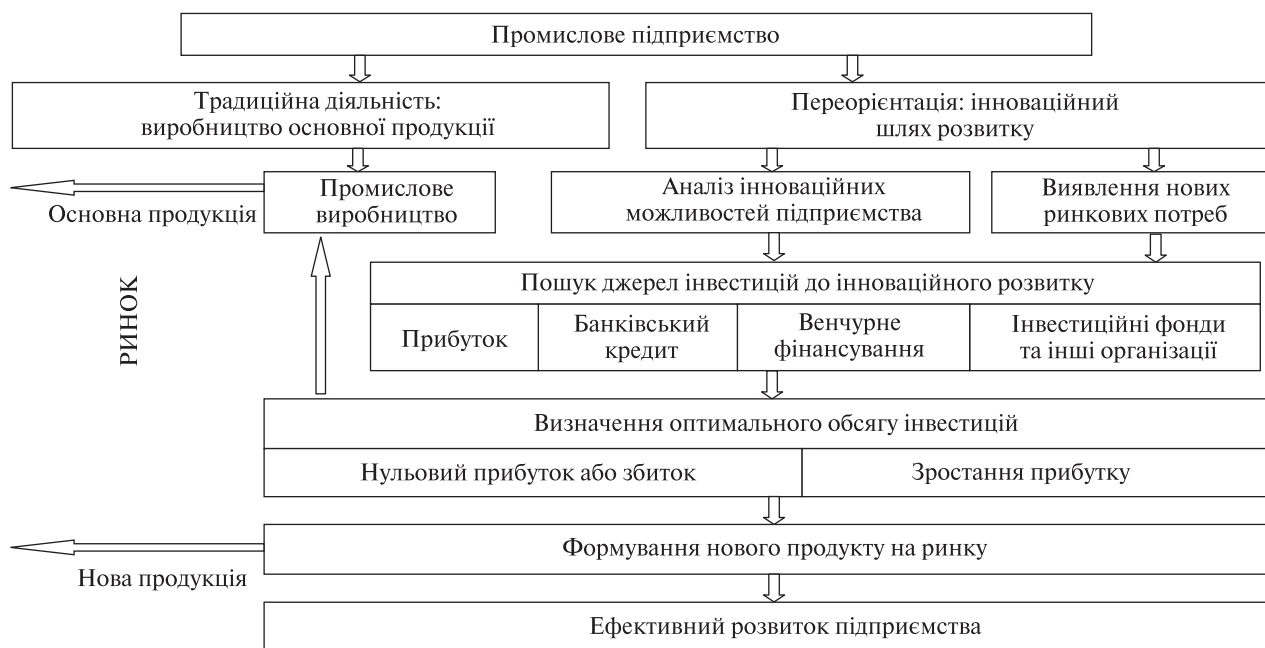 Промислове підприємство
Традиційна діяльність:
виробництво основної продукції
Переорієнтація: інноваційний
шлях розвитку
Основна продукція
Промислове
виробництво
Аналіз інноваційних
можливостей підприємства
Виявлення нових
ринкових потреб
РИНОК
Пошук джерел інвестицій до інноваційного розвитку
Прибуток
Банківський
кредит
Венчурне
фінансування
Інвестиційні фонди
та інші організації
Визначення оптимального обсягу інвестицій
Нульовий прибуток або збиток
Зростання прибутку
Формування нового продукту на ринку
Нова продукція
Ефективний розвиток підприємства